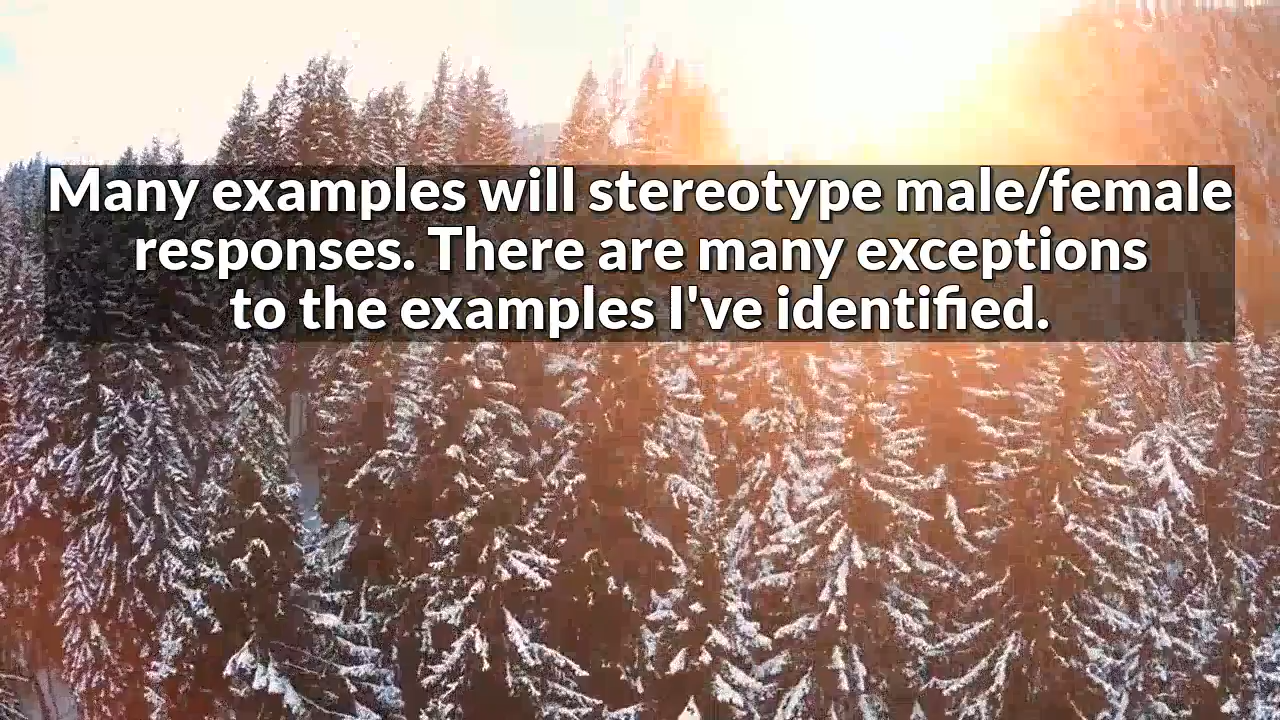 Many examples will stereotype male/female
responses. There are many exceptions
to the examples I've identified.